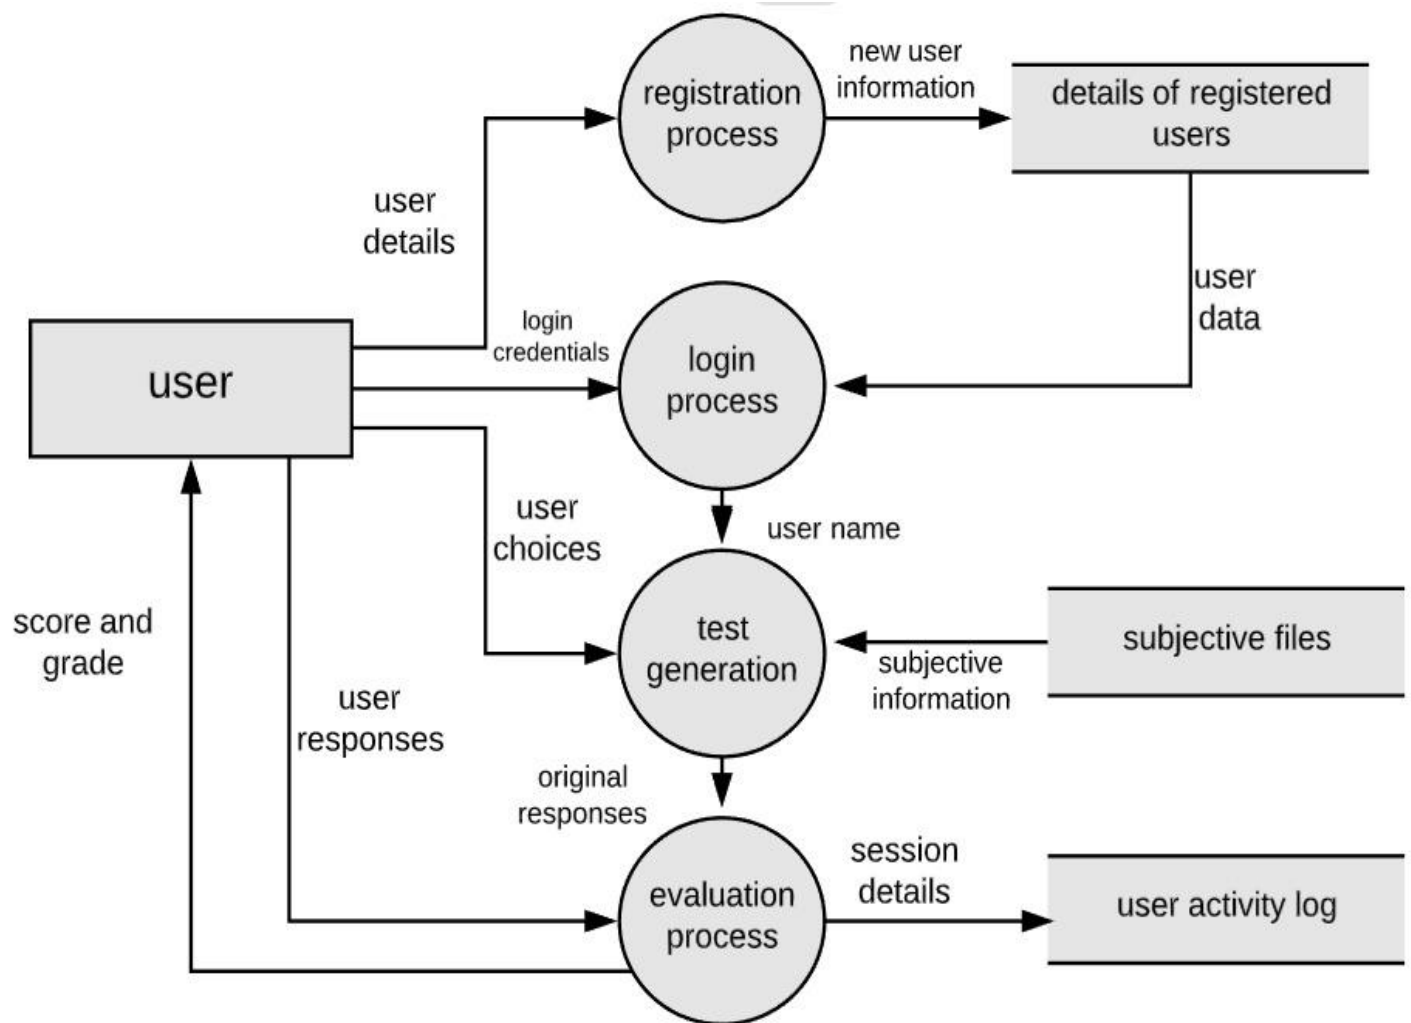 registration
process
new user
information
details of registered
users
user
details
user
data
login
credentials
login
process
user
user
choices
user name
score and
grade
test
generation
subjective
information
subjective files
user
responses
original
responses
evaluation
process
session
details
user activity log